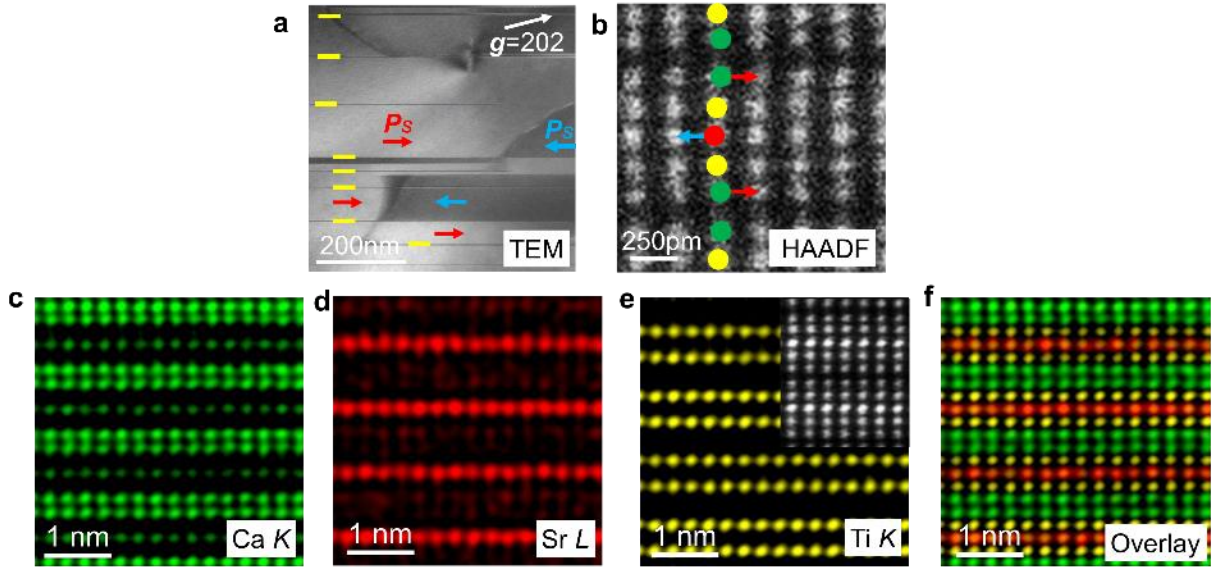 a
g=202
Ps
Ps
200nm
TEM
b
250pm
HAADF
c
1 nm
Ca K
d
1 nm
Sr L
e
1 nm
Ti K
f
1 nm
Overlay